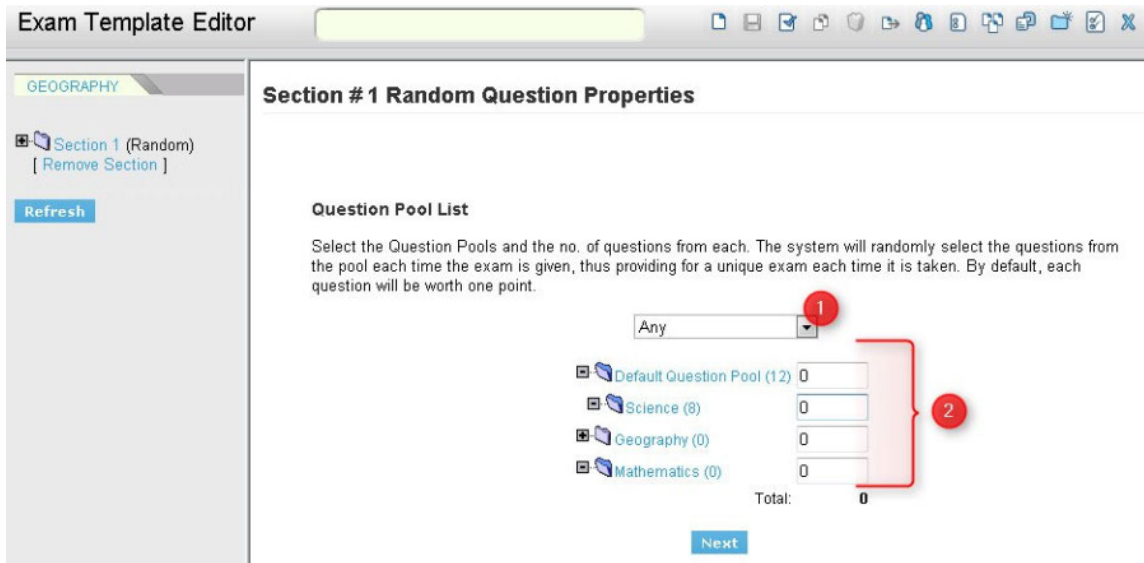 Exam Template Editor
GEOGRAPHY
Section 1 (Random)
[ Remove Section ]
Refresh
Section # 1 Random Question Properties
Question Pool List
Select the Question Pools and the no. of questions from each. The system will randomly select the questions from
the pool each time the exam is given, thus providing for a unique exam each time it is taken. By default, each
question will be worth one point.
Any
1
Default Question Pool (12) 0
Science (8) 0
Geography (0) 0
Mathematics (0) 0
2
Total: 0
Next